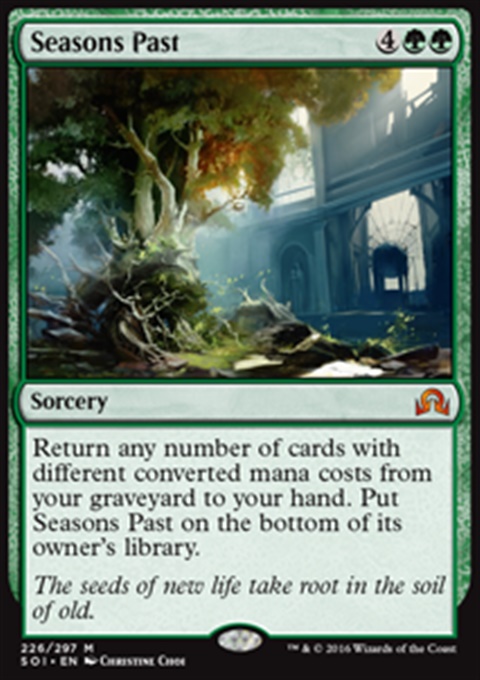 Seasons Past 4
Sorcery
Return any number of cards with
different converted mana costs from
your graveyard to your hand. Put
Seasons Past on the bottom of its
owner's library.
The seeds of new life take root in the soil
of old.
226/297 M
SOI • EN Christine Choi
™ & © 2016 Wizards of the Coast